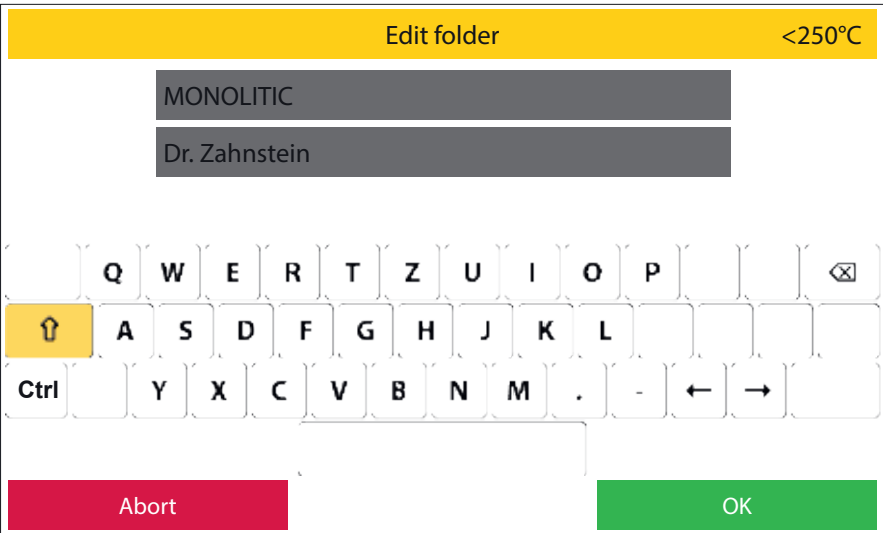 Edit folder <250°C
MONOLITIC
Dr. Zahnstein
Q W E R T Z U I O P ⌫
⇧ A S D F G H J K L
Ctrl Y X C V B N M . - ← →
Abort OK